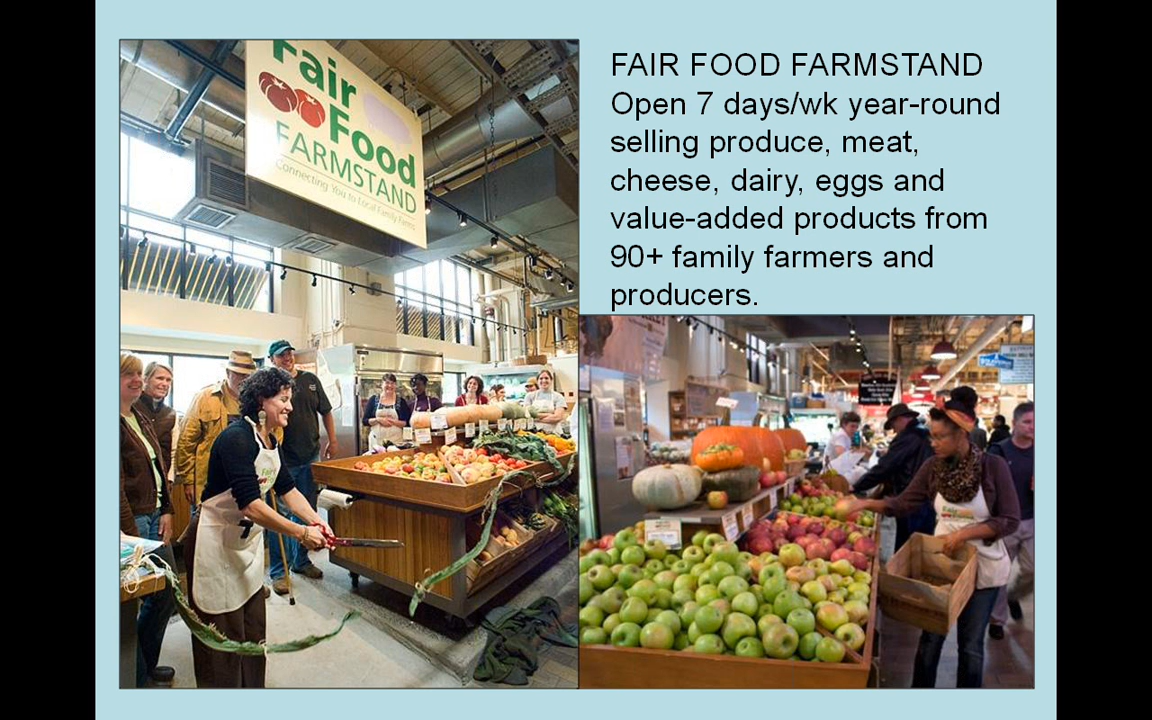 FAIR FOOD FARMSTAND
Open 7 days/wk year-round
selling produce, meat,
cheese, dairy, eggs and
value-added products from
90+ family farmers and
producers.
Fair
Food
FARMSTAND
Connecting You to Local Family Farms